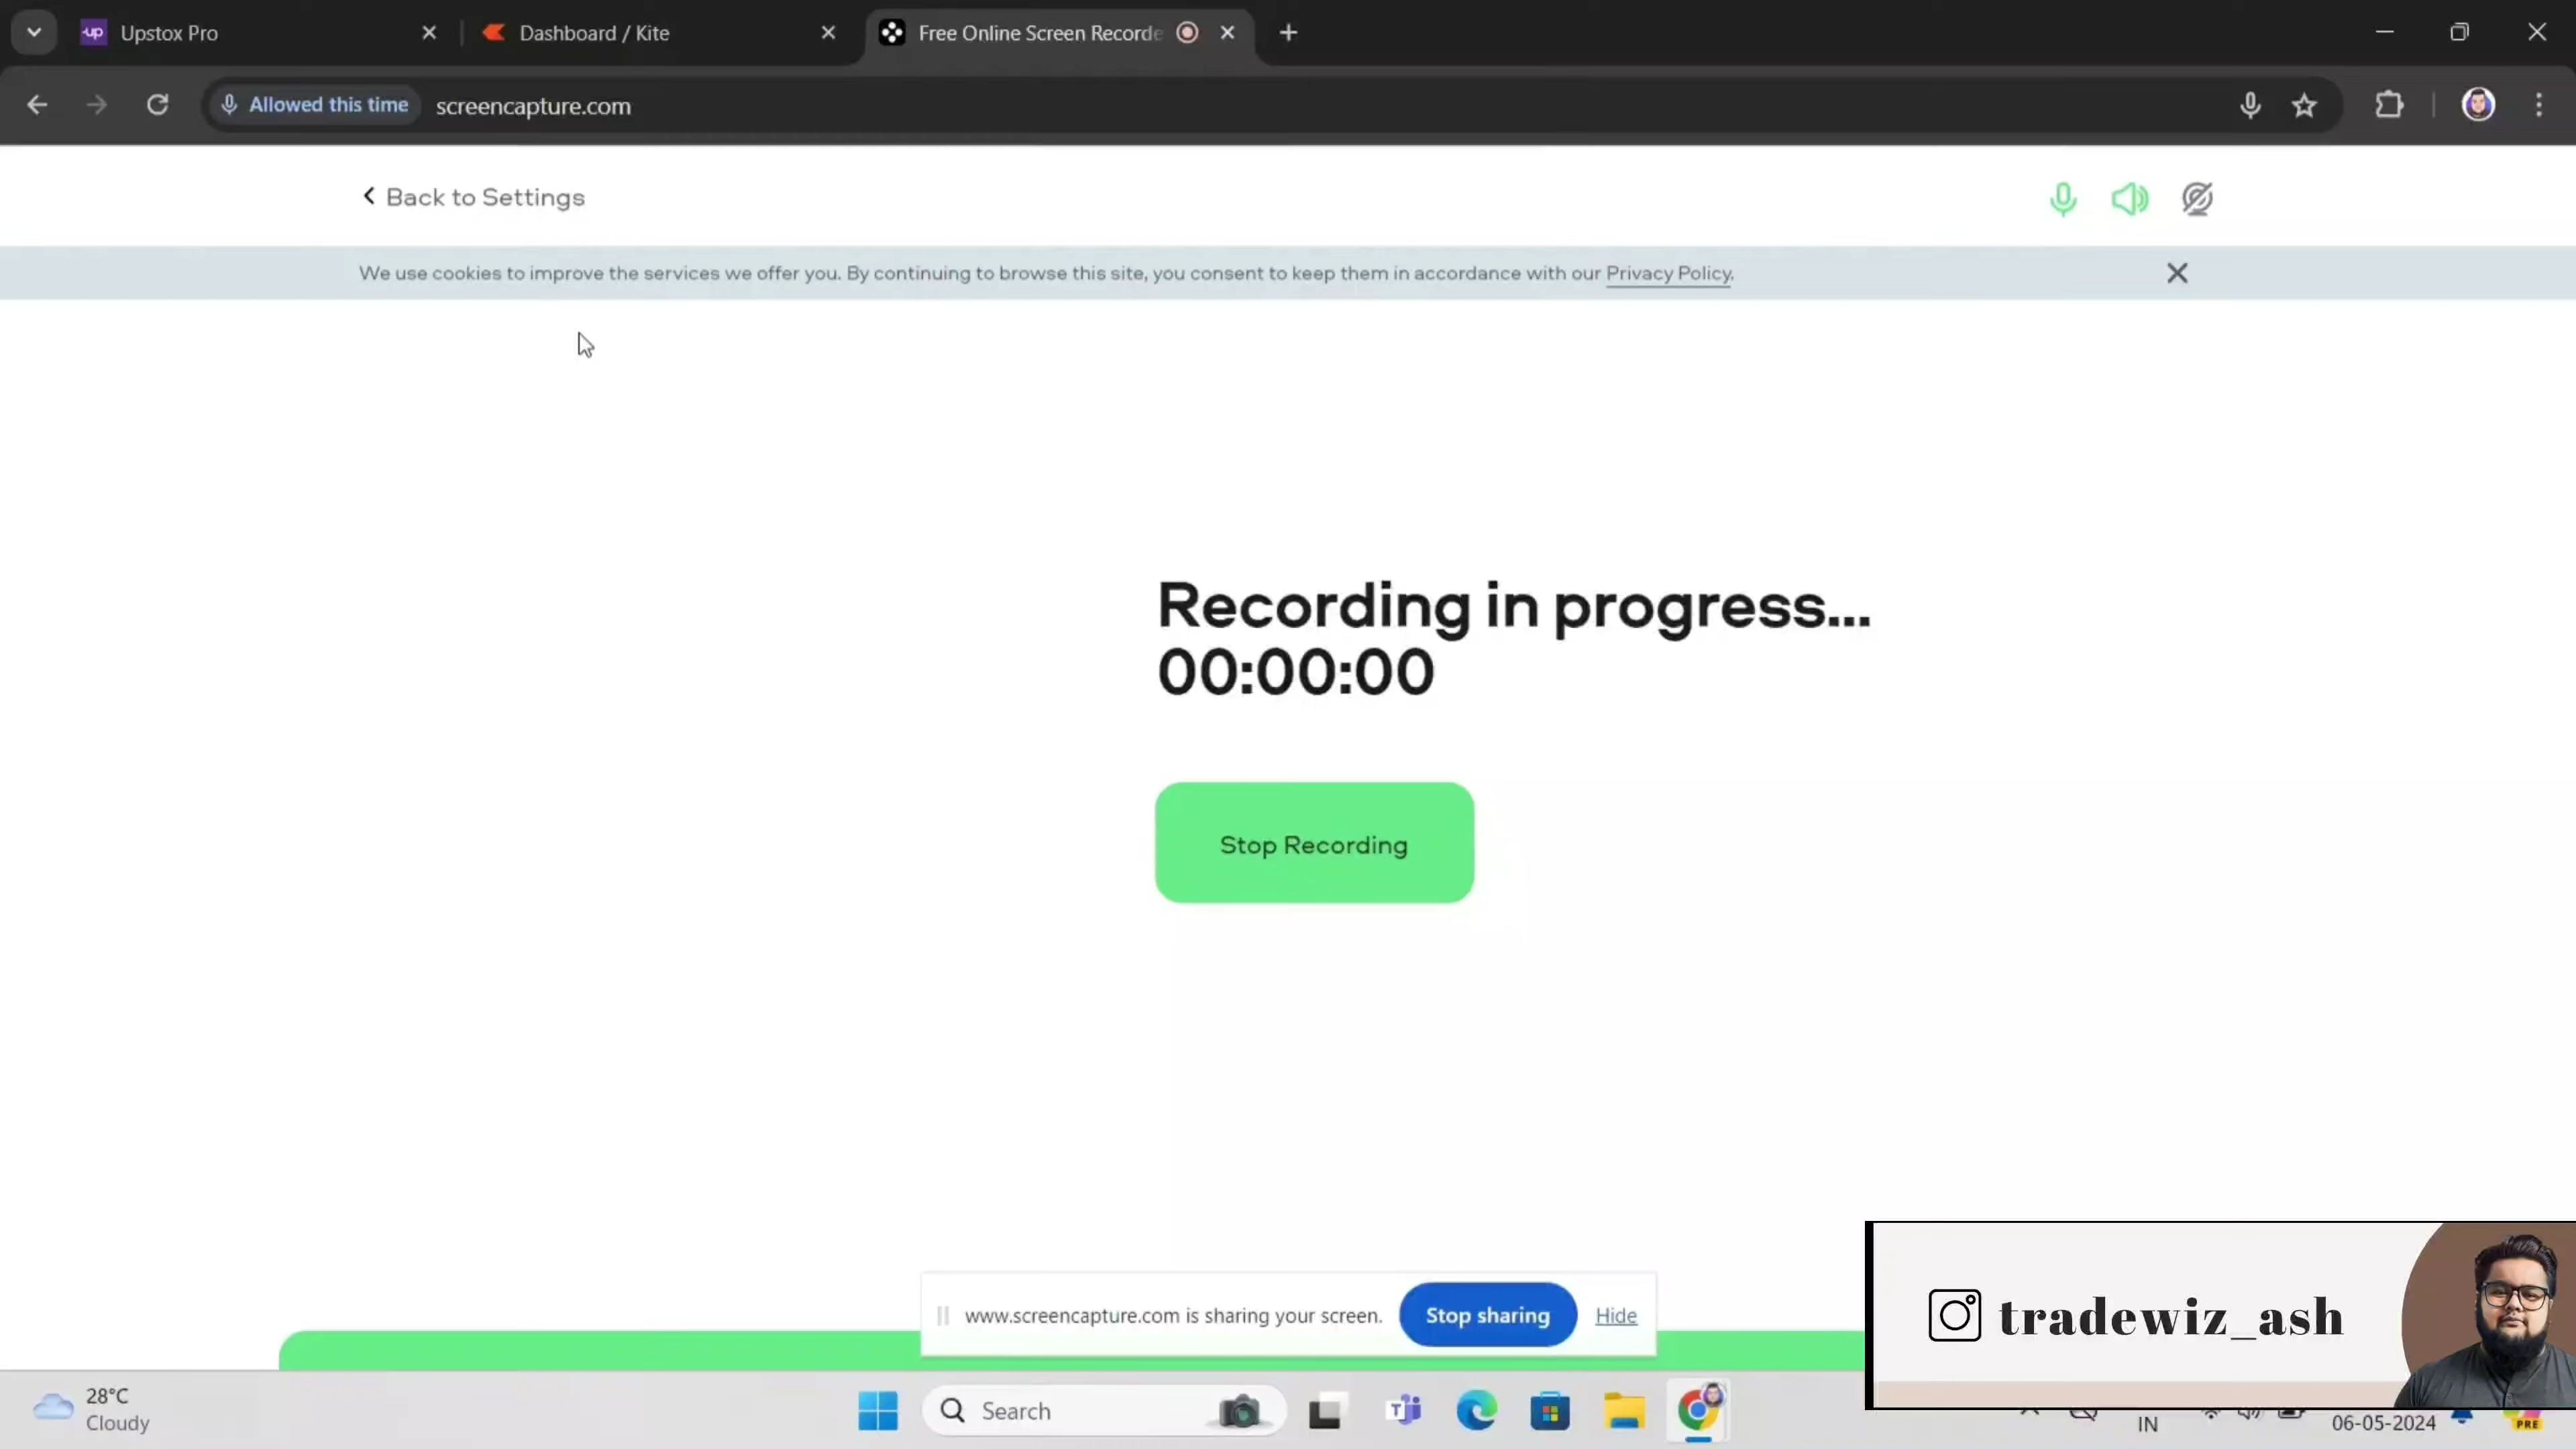 up Upstox Pro
Dashboard / Kite
Free Online Screen Recorde
Allowed this time screencapture.com
Back to Settings
We use cookies to improve the services we offer you. By continuing to browse this site, you consent to keep them in accordance with our Privacy Policy.
Recording in progress...
00:00:00
Stop Recording
www.screencapture.com is sharing your screen. Stop sharing Hide
tradewiz_ash
28°C
Cloudy
Search
T
IN
06-05-2024
PRE